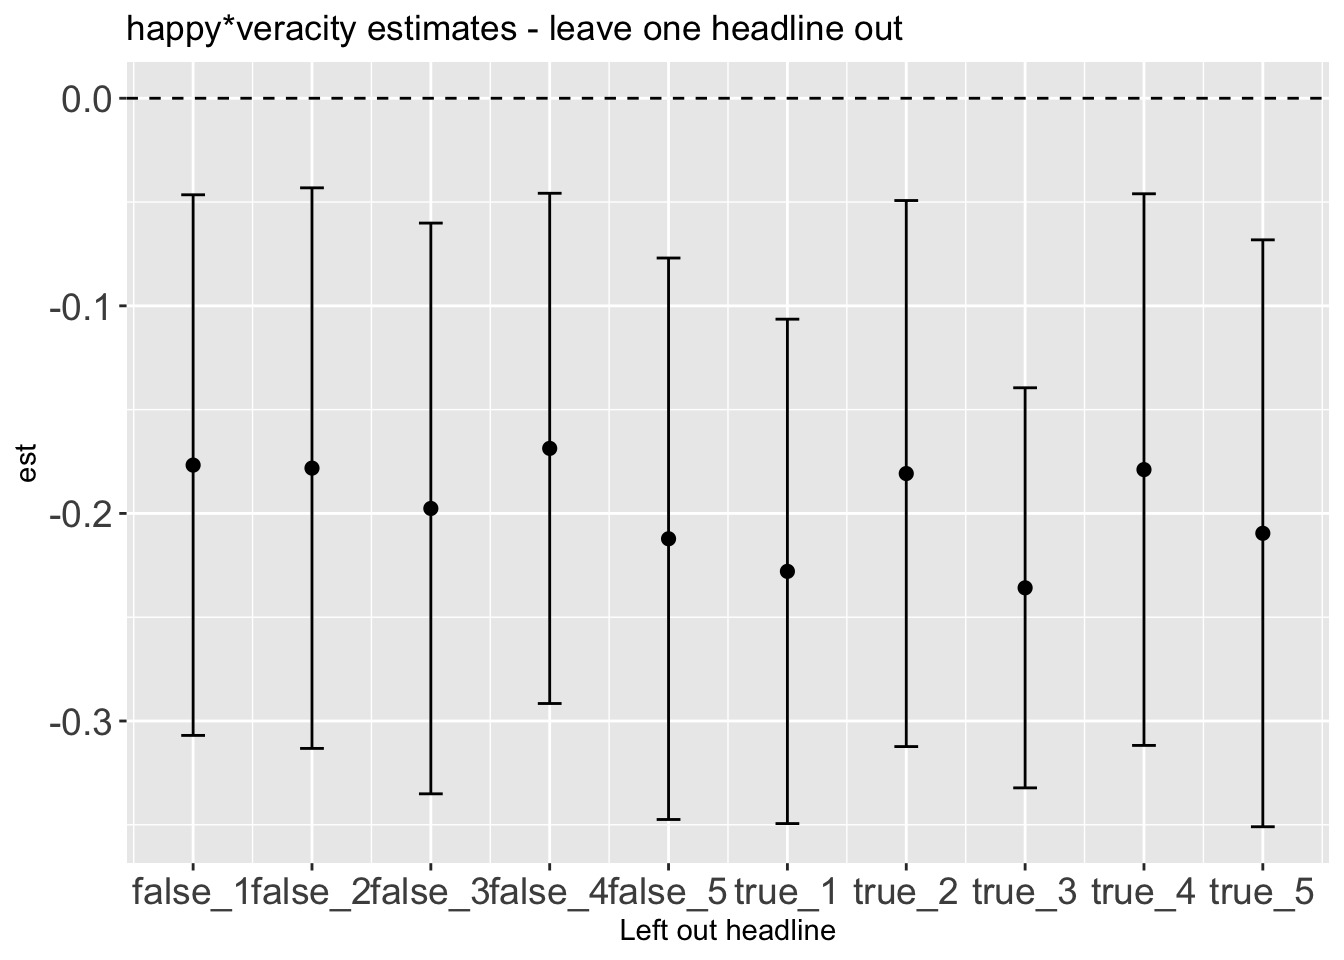 happy*veracity estimates - leave one headline out
0.0
-0.1
-0.2
-0.3
est
false_1 false_2 false_3 false_4 false_5 true_1 true_2 true_3 true_4 true_5
Left out headline